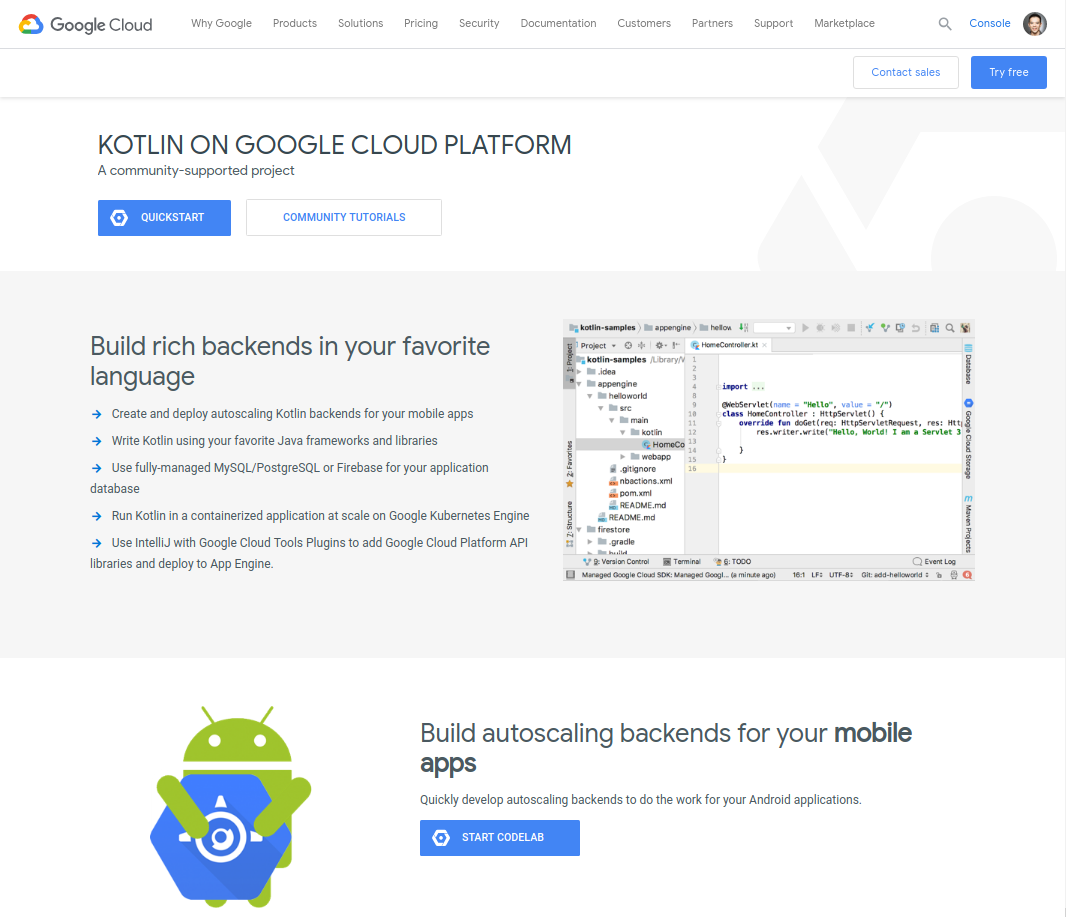 Google Cloud
Why Google Products Solutions Pricing Security Documentation Customers Partners Support Marketplace Console
Contact sales Try free
KOTLIN ON GOOGLE CLOUD PLATFORM
A community-supported project
QUICKSTART COMMUNITY TUTORIALS
Build rich backends in your favorite
language
Create and deploy autoscaling Kotlin backends for your mobile apps
Write Kotlin using your favorite Java frameworks and libraries
Use fully-managed MySQL/PostgreSQL or Firebase for your application
database
Run Kotlin in a containerized application at scale on Google Kubernetes Engine
Use IntelliJ with Google Cloud Tools Plugins to add Google Cloud Platform API
libraries and deploy to App Engine.
kotlin-samples appengine hellow
Project HomeController.kt
1: Project
kotlin-samples /Library/V
.idea
appengine
helloworld
src
main
kotlin
HomeCo
webapp
.gitignore
nbactions.xml
pom.xml
README.md
README.md
firestore
.gradle
build
2: Favorites
Z: Structure
1
2
3
4 import ...
8
9 @WebServlet(name = "Hello", value = "/")
10 class HomeController : HttpServlet() {
11 override fun doGet(req: HttpServletRequest, res: Htt
12 res.writer.write("Hello, World! I am a Servlet 3
13
14 }
15 }
16
Database
Google Cloud Storage
Maven Projects
9: Version Control Terminal 6: TODO Event Log
Managed Google Cloud SDK: Managed Googl... (a minute ago) 16:1 LF÷ UTF-8÷ Git: add-helloworld ÷
Build autoscaling backends for your mobile
apps
Quickly develop autoscaling backends to do the work for your Android applications.
START CODELAB